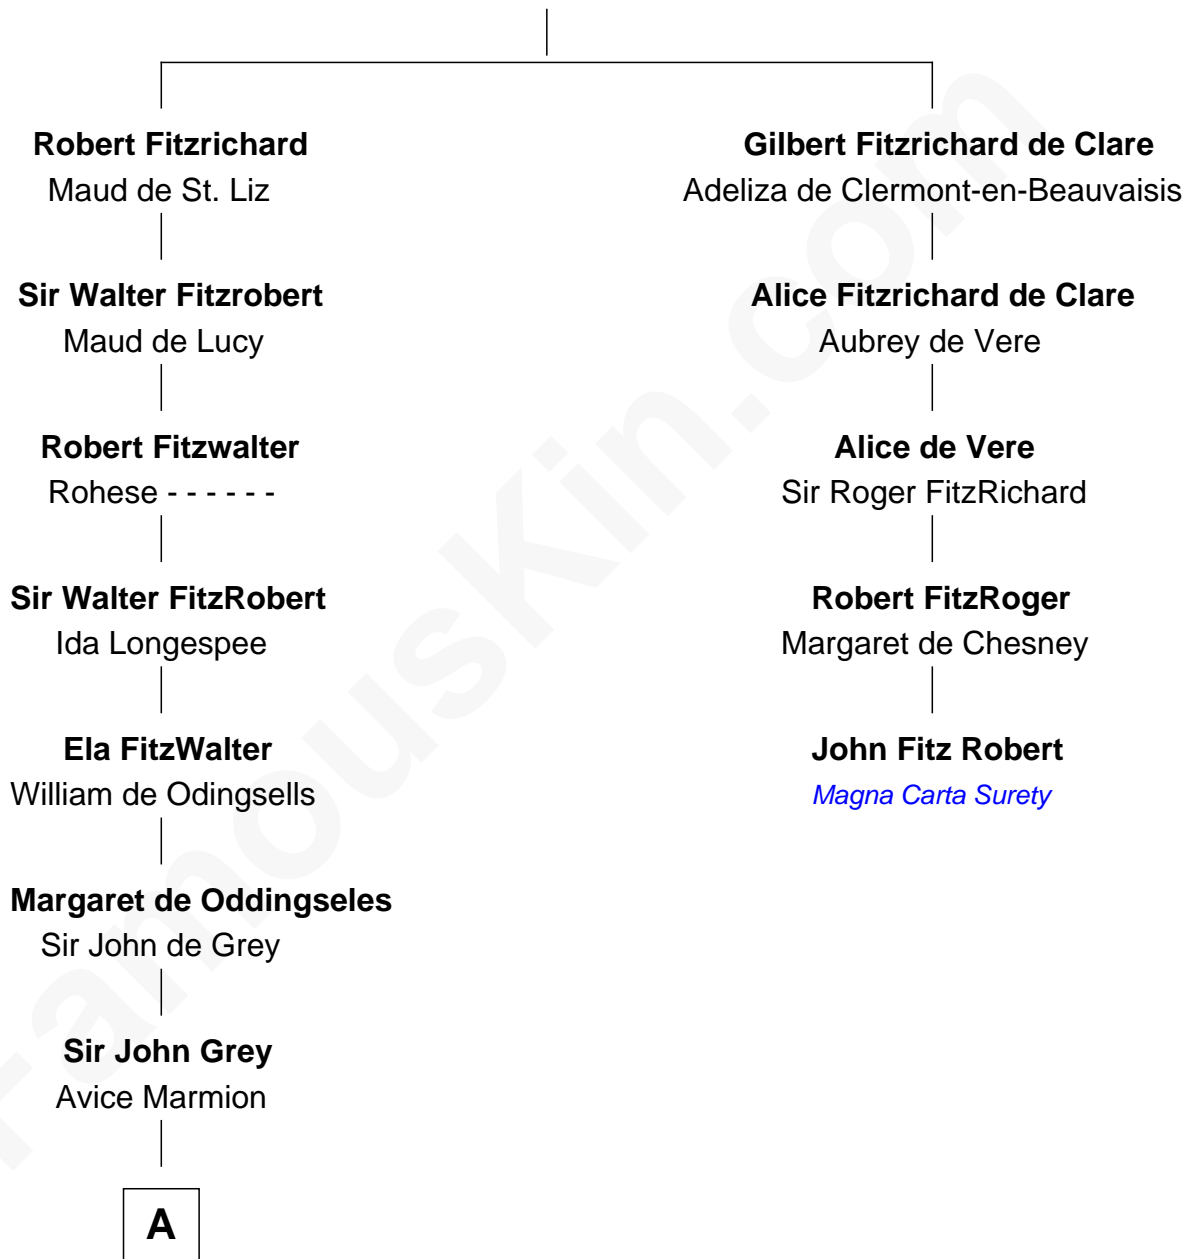 Robert Fitzrichard
Maud de St. Liz
Sir Walter Fitzrobert
Maud de Lucy
Robert Fitzwalter
Rohese - - - - - -
Sir Walter FitzRobert
Ida Longespee
Ela FitzWalter
William de Odingsells
Margaret de Oddingseles
Sir John de Grey
Sir John Grey
Avice Marmion
A
Gilbert Fitzrichard de Clare
Adeliza de Clermont-en-Beauvaisis
Alice Fitzrichard de Clare
Aubrey de Vere
Alice de Vere
Sir Roger FitzRichard
Robert FitzRoger
Margaret de Chesney
John Fitz Robert
Magna Carta Surety
FamousKin.com